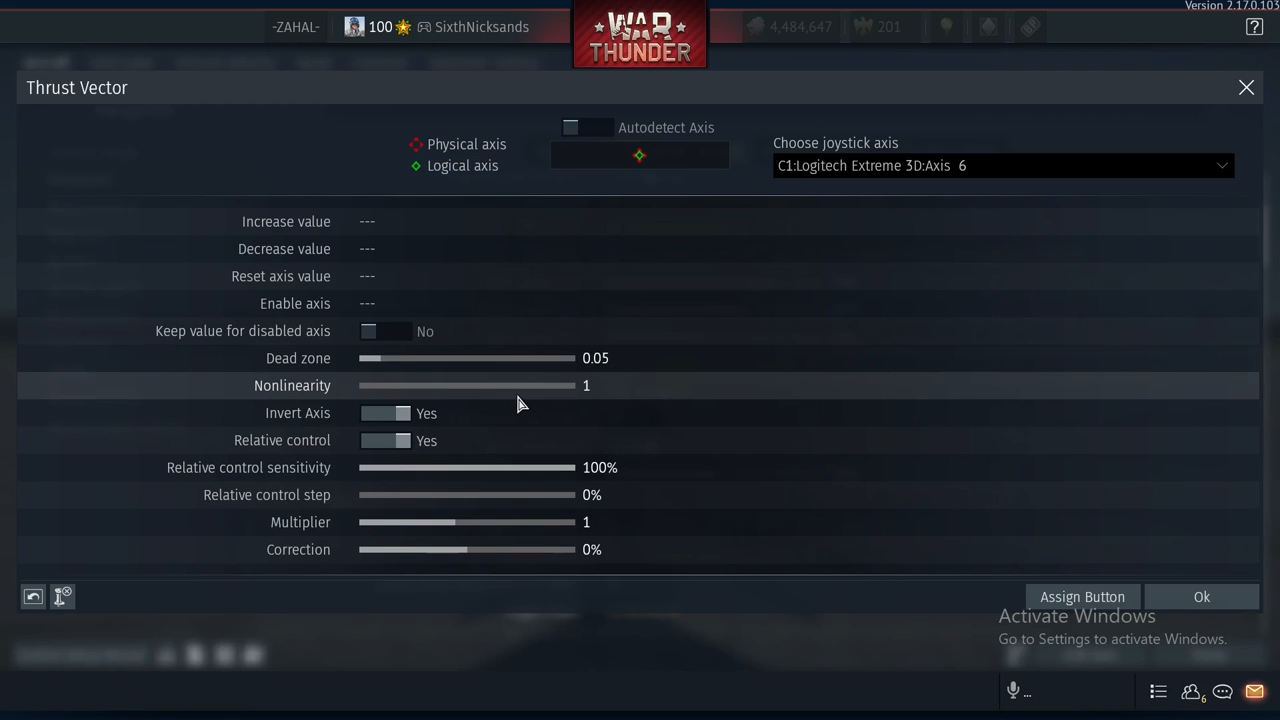 Version 2.17.0.103
-ZAHAL- 100 SixthNicksands
WAR THUNDER
4,484,647 201
Thrust Vector
Autodetect Axis
Physical axis
Logical axis
Choose joystick axis
C1:Logitech Extreme 3D:Axis 6
Increase value ---
Decrease value ---
Reset axis value ---
Enable axis ---
Keep value for disabled axis No
Dead zone 0.05
Nonlinearity 1
Invert Axis Yes
Relative control Yes
Relative control sensitivity 100%
Relative control step 0%
Multiplier 1
Correction 0%
Assign Button Ok
Activate Windows
Go to Settings to activate Windows.
...
6